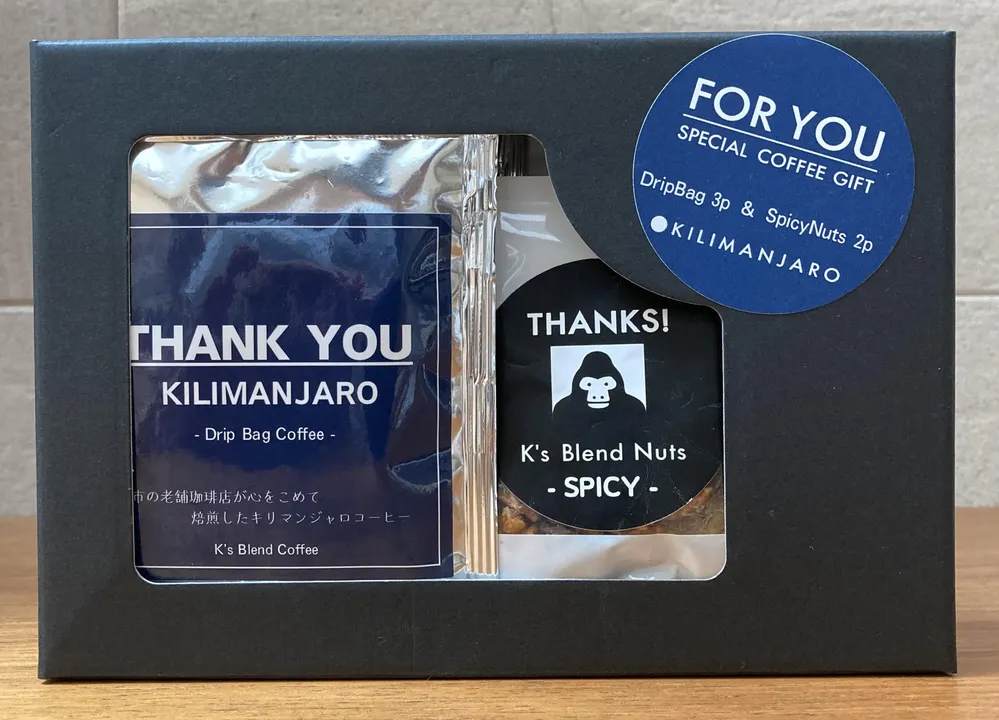 FOR YOU
SPECIAL COFFEE GIFT
DripBag 3p & SpicyNuts 2p
●KILIMANJARO
THANK YOU
KILIMANJARO
- Drip Bag Coffee -
市の老舗珈琲店が心をこめて
焙煎したキリマンジャロコーヒー
K's Blend Coffee
THANKS!
K's Blend Nuts
- SPICY -